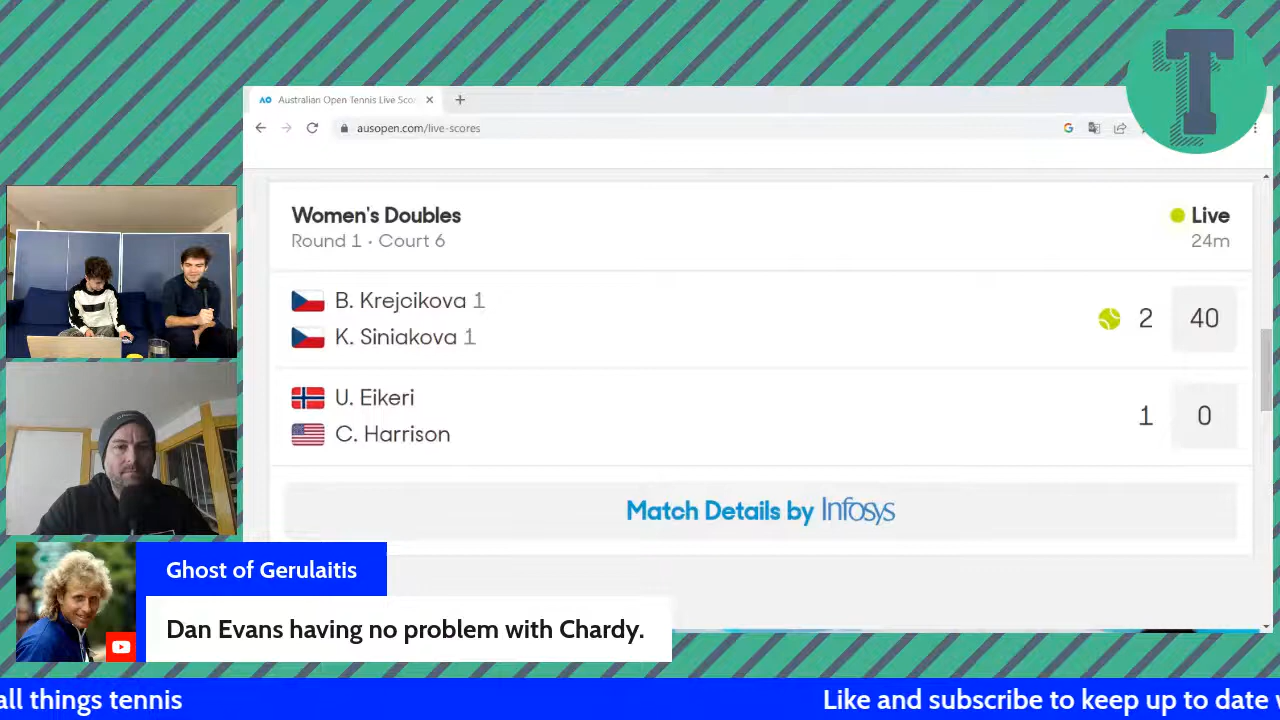 T
AO Australian Open Tennis Live Sco
ausopen.com/live-scores
Women's Doubles
Live
Round 1 • Court 6
24m
B. Krejcikova 1
K. Siniakova 1
2 40
U. Eikeri
C. Harrison
1 0
Match Details by Infosys
Ghost of Gerulaitis
Dan Evans having no problem with Chardy.
all things tennis
Like and subscribe to keep up to date